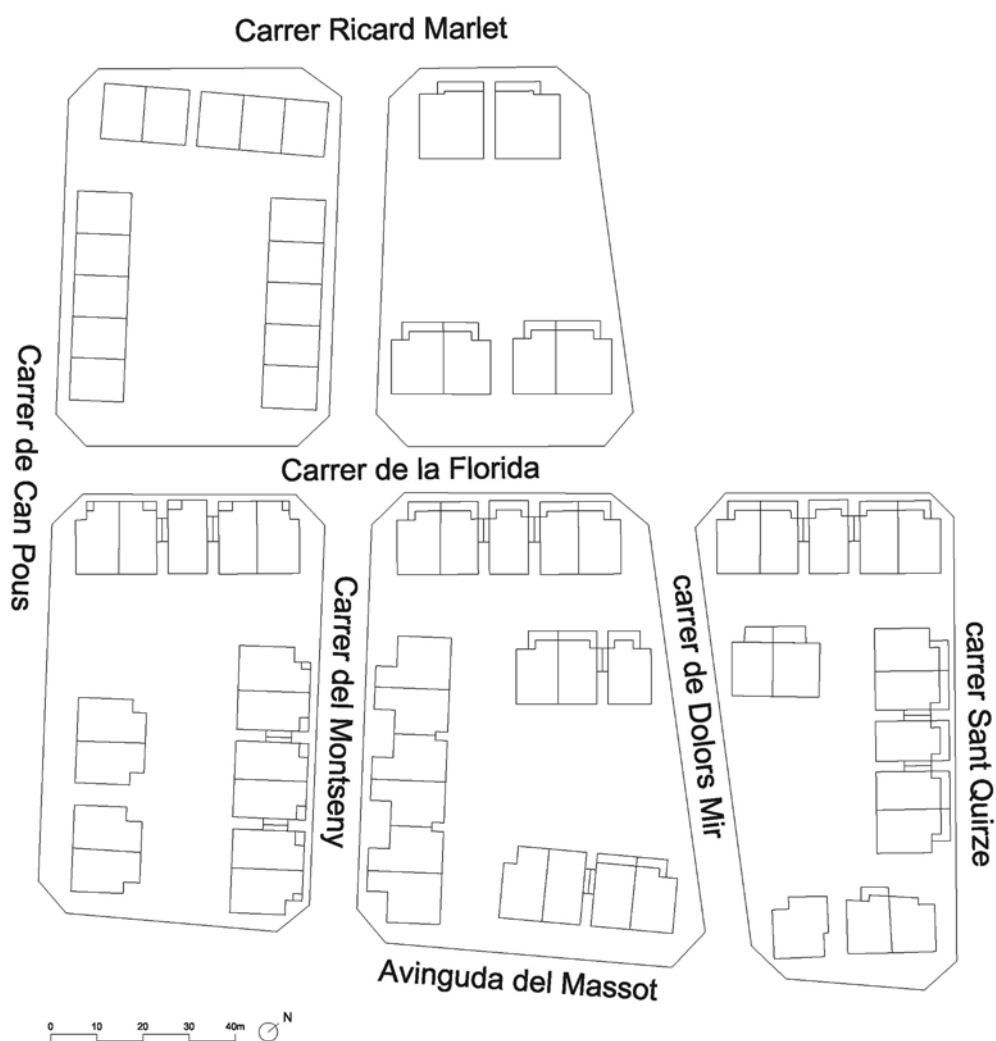 Carrer Ricard Marlet
Carrer de Can Pous
Carrer de la Florida
Carrer del Montseny
carrer de Dolors Mir
carrer Sant Quirze
Avinguda del Massot
0 10 20 30 40m
N